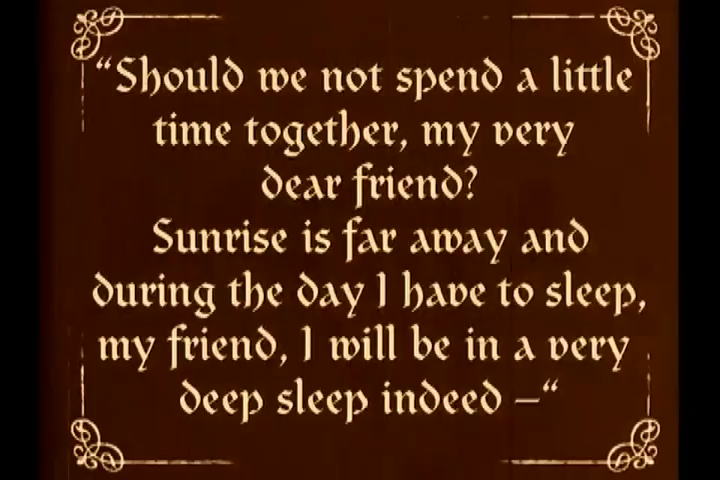 “Should we not spend a little
time together, my very
dear friend?
Sunrise is far away and
during the day I have to sleep,
my friend, I will be in a very
deep sleep indeed –“